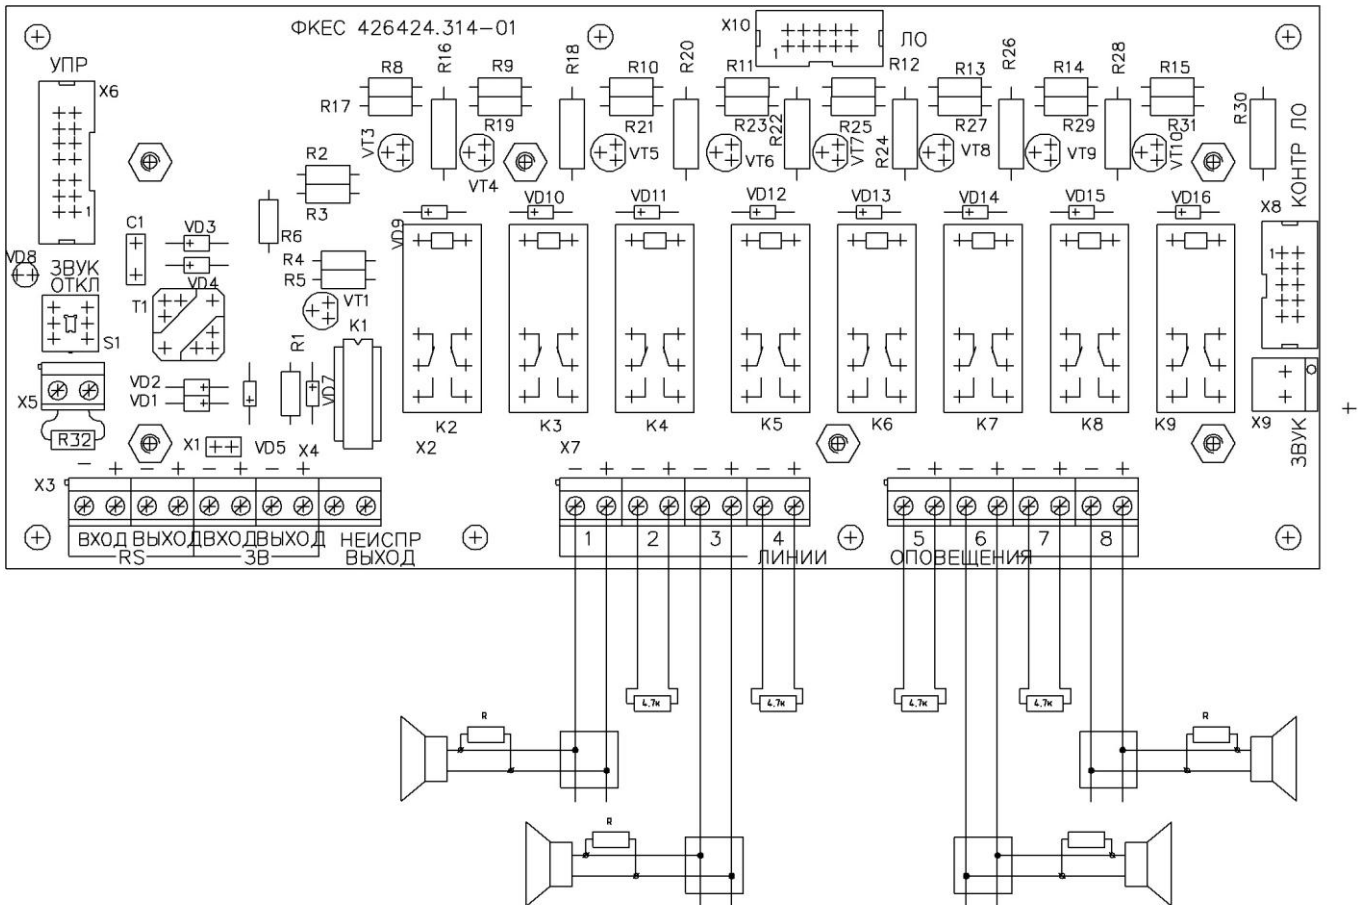 ФКЕС 426424.314-01
X10
1
ЛО
УПР
X6
1
R8
R17
R16
R9
R19
R18
R10
R21
R20
R11
R23
R22
R12
R25
R24
R13
R27
R26
R14
R29
R28
R15
R31
R30
КОНТР ЛО
VT3
VT4
VT5
VT6
VT7
VT8
VT9
VT10
R2
R3
R6
R4
R5
VT1
C1
VD3
VD4
VD8
ЗВУК
ОТКЛ
T1
S1
K1
R1
VD9
VD10
VD11
VD12
VD13
VD14
VD15
VD16
X8
1
X5
R32
VD2
VD1
VD7
X1
VD5
X4
K2
K3
K4
K5
K6
K7
K8
K9
X2
X7
X9
ЗВУК
+
X3
− + − + − + − +
− + − + − + − +
− + − + − + − +
ВХОД ВЫХОД ВХОД ВЫХОД НЕИСПР
RS ЗВ ВЫХОД
1 2 3 4 5 6 7 8
ЛИНИИ ОПОВЕЩЕНИЯ
4.7к 4.7к 4.7к 4.7к
R R
R